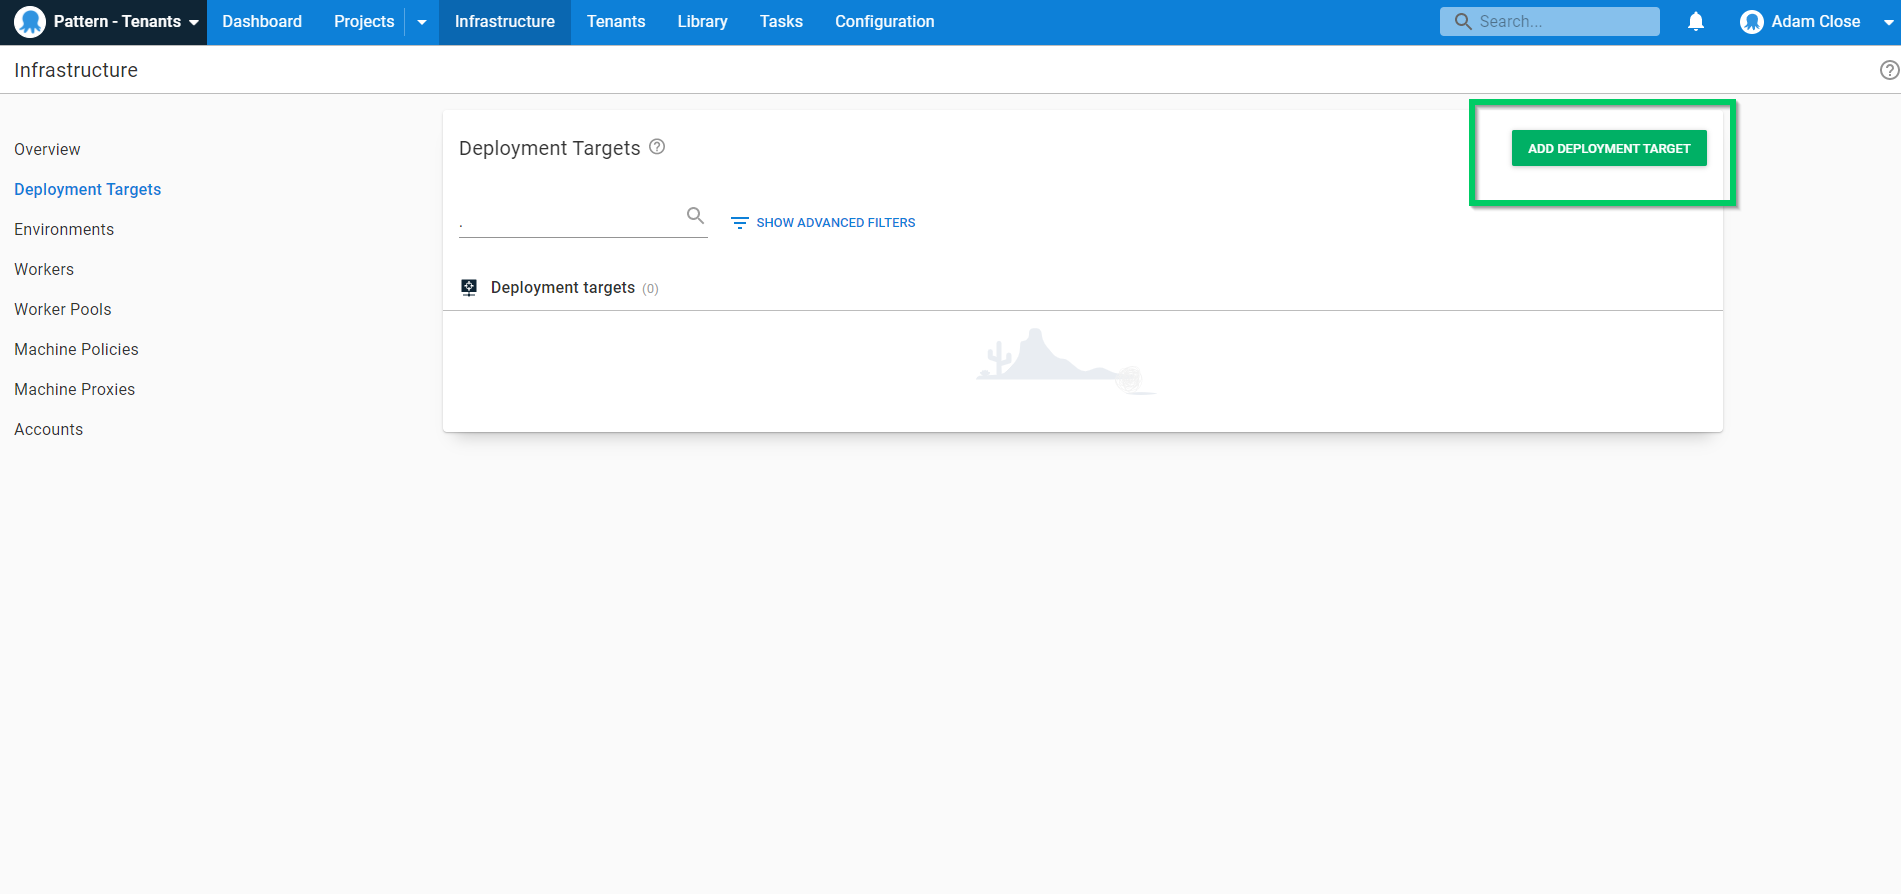 Pattern - Tenants
Dashboard
Projects
Infrastructure
Tenants
Library
Tasks
Configuration
Search...
Adam Close
Infrastructure
Overview
Deployment Targets
Environments
Workers
Worker Pools
Machine Policies
Machine Proxies
Accounts
Deployment Targets
ADD DEPLOYMENT TARGET
.
SHOW ADVANCED FILTERS
Deployment targets (0)